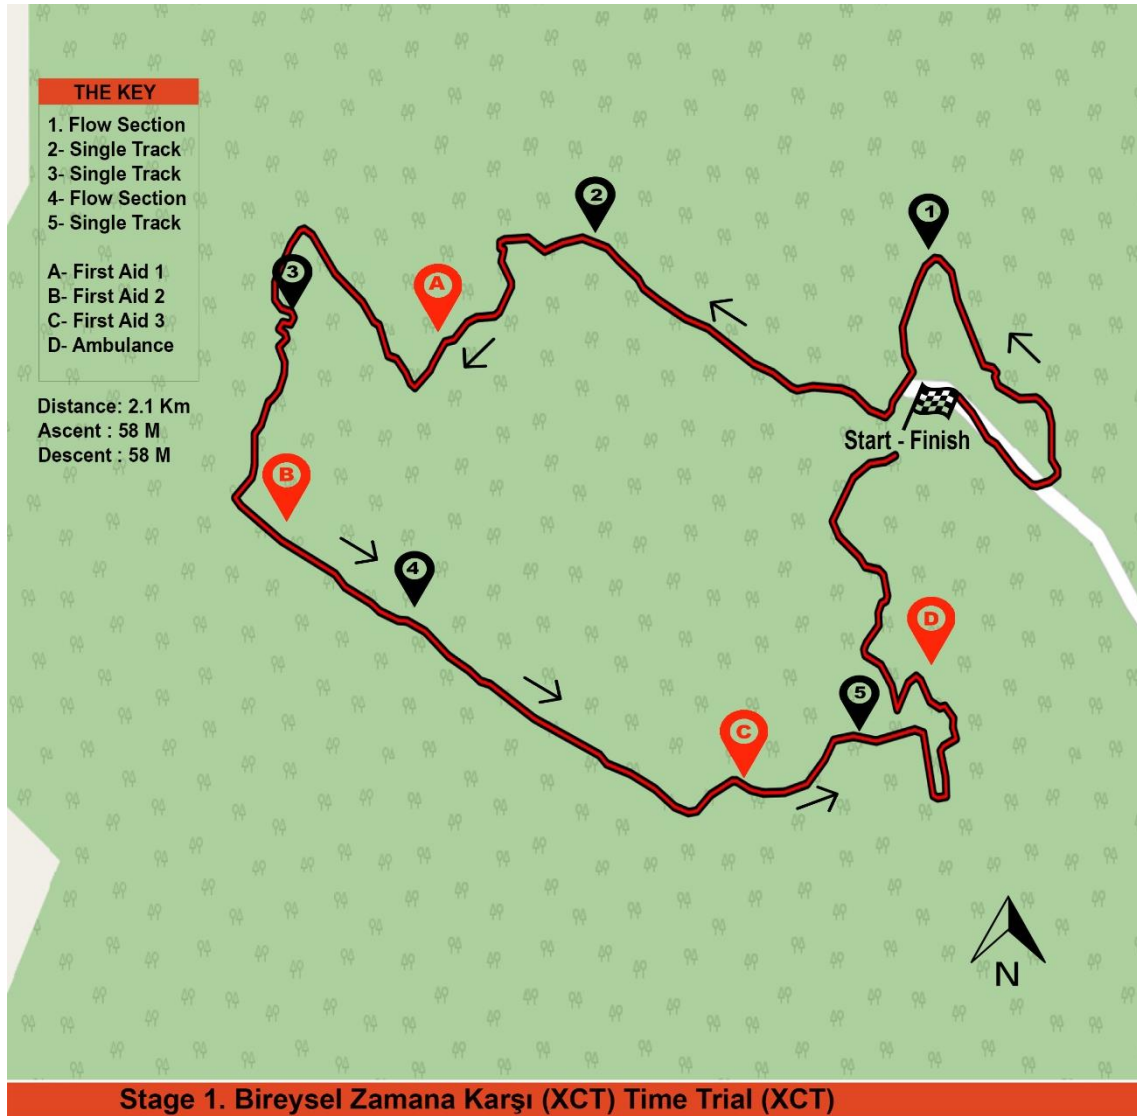 THE KEY
1. Flow Section
2- Single Track
3- Single Track
4- Flow Section
5- Single Track
A- First Aid 1
B- First Aid 2
C- First Aid 3
D- Ambulance
Distance: 2.1 Km
Ascent : 58 M
Descent : 58 M
1
2
3
A
Start - Finish
B
4
D
5
C
N
Stage 1. Bireysel Zamana Karşı (XCT) Time Trial (XCT)